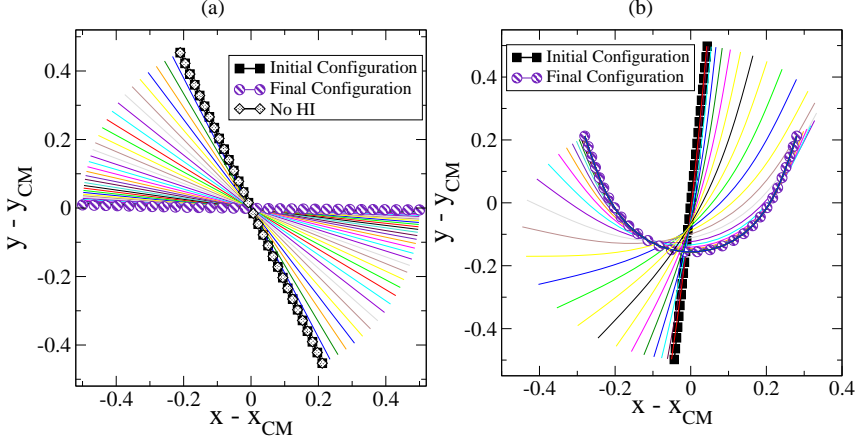 (a)
Initial Configuration
Final Configuration
No HI
0.4
0.2
0
-0.2
-0.4
y - y_CM
-0.4
-0.2
0
0.2
0.4
x - x_CM
(b)
Initial Configuration
Final Configuration
0.4
0.2
0
-0.2
-0.4
y - y_CM
-0.4
-0.2
0
0.2
0.4
x - x_CM